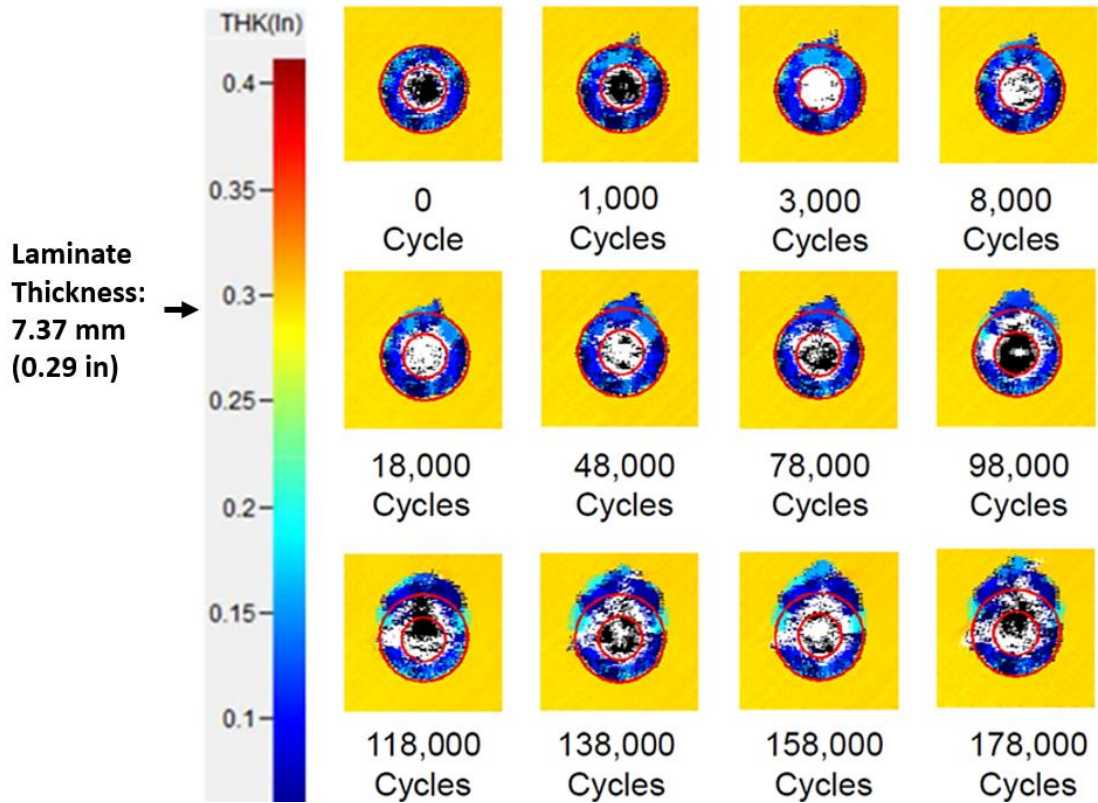 THK(In)
0.4
0.35
0.3
0.25
0.2
0.15
0.1
Laminate
Thickness:
7.37 mm
(0.29 in)
0
Cycle
1,000
Cycles
3,000
Cycles
8,000
Cycles
18,000
Cycles
48,000
Cycles
78,000
Cycles
98,000
Cycles
118,000
Cycles
138,000
Cycles
158,000
Cycles
178,000
Cycles